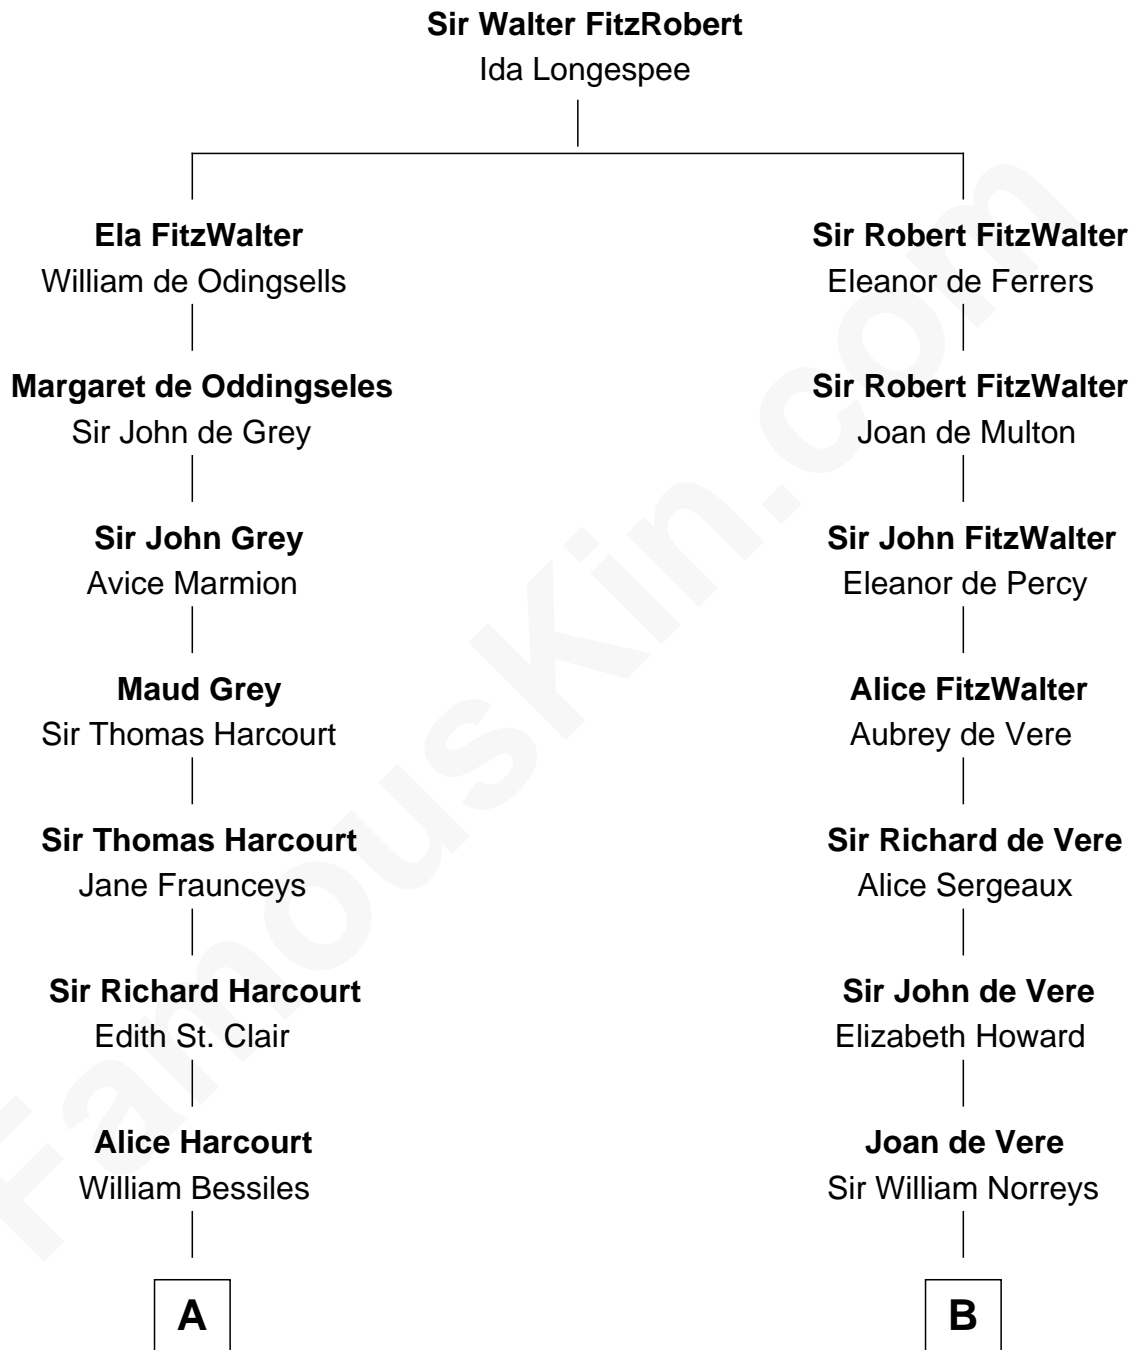 Sir Walter FitzRobert
Ida Longespee
Ela FitzWalter
William de Odingsells
Sir Robert FitzWalter
Eleanor de Ferrers
Margaret de Oddingseles
Sir John de Grey
Sir Robert FitzWalter
Joan de Multon
Sir John Grey
Avice Marmion
Sir John FitzWalter
Eleanor de Percy
Maud Grey
Sir Thomas Harcourt
Alice FitzWalter
Aubrey de Vere
Sir Thomas Harcourt
Jane Fraunceys
Sir Richard de Vere
Alice Sergeaux
Sir Richard Harcourt
Edith St. Clair
Sir John de Vere
Elizabeth Howard
Alice Harcourt
William Bessiles
Joan de Vere
Sir William Norreys
A
B
FamousKin.com